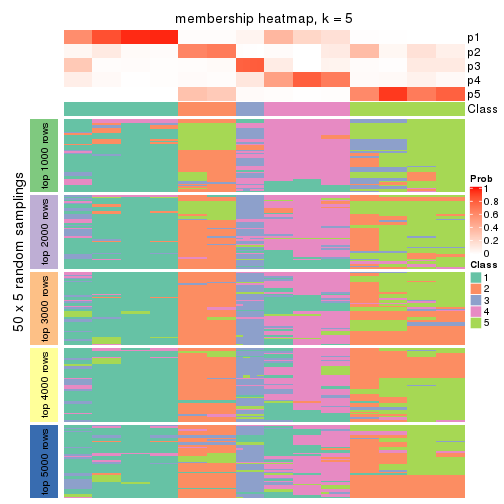 membership heatmap, k = 5
p1
p2
p3
p4
p5
Class
50 x 5 random samplings
top 1000 rows
top 2000 rows
top 3000 rows
top 4000 rows
top 5000 rows
Prob
1
0.8
0.6
0.4
0.2
0
Class
1
2
3
4
5